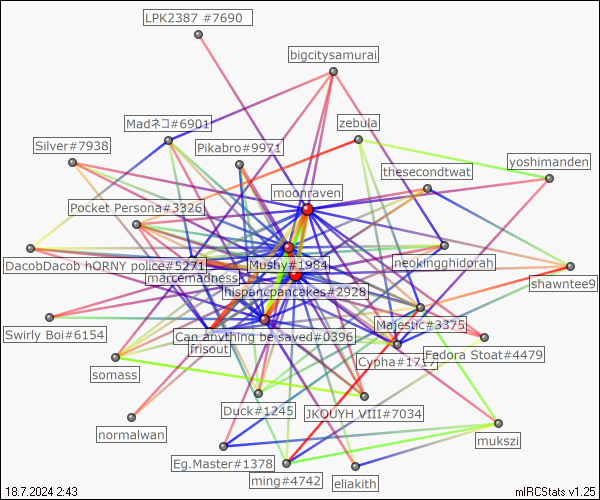 LPK2387 #7690
bigcitysamurai
Madネコ#6901
zebula
Silver#7938
Pikabro#9971
yoshimanden
thesecondtwat
moonraven
Pocket Persona#3326
DacobDacob hORNY police#5271
Mushy#1984
neokingghidorah
marcemadness
shawntee9
hispancpancakes#2928
Swirly Boi#6154
Can anything be saved#0396
Majestic#3375
frisout
Fedora Stoat#4479
somass
Cypha#1717
Duck#1245
JKOUYH VIII#7034
normalwan
mukszi
Eg.Master#1378
ming#4742
eliakith
18.7.2024 2:43
mIRCStats v1.25